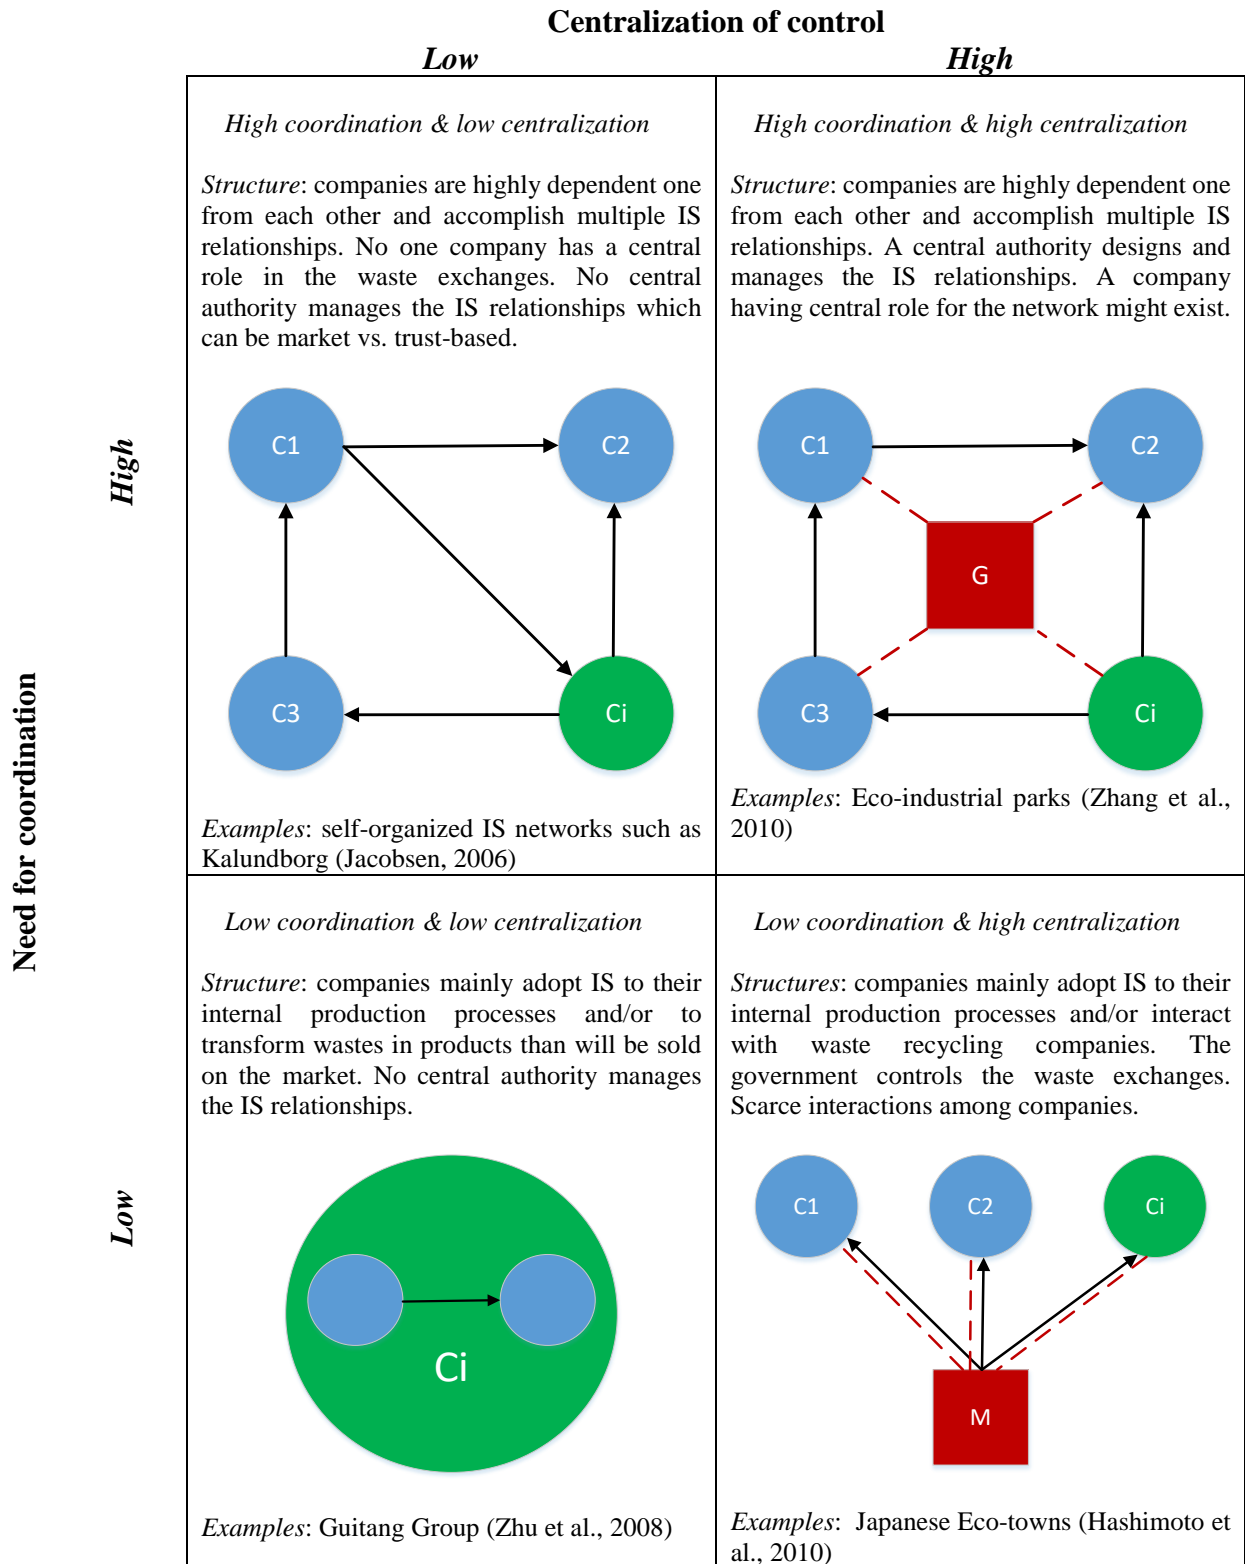 Centralization of control
Low
High
Need for coordination
High
High coordination & low centralization
Structure: companies are highly dependent one
from each other and accomplish multiple IS
relationships. No one company has a central
role in the waste exchanges. No central
authority manages the IS relationships which
can be market vs. trust-based.
C1
C2
C3
Ci
Examples: self-organized IS networks such as
Kalundborg (Jacobsen, 2006)
High coordination & high centralization
Structure: companies are highly dependent one
from each other and accomplish multiple IS
relationships. A central authority designs and
manages the IS relationships. A company
having central role for the network might exist.
C1
C2
G
C3
Ci
Examples: Eco-industrial parks (Zhang et al.,
2010)
Low
Low coordination & low centralization
Structure: companies mainly adopt IS to their
internal production processes and/or to
transform wastes in products than will be sold
on the market. No central authority manages
the IS relationships.
Ci
Examples: Guitang Group (Zhu et al., 2008)
Low coordination & high centralization
Structures: companies mainly adopt IS to their
internal production processes and/or interact
with waste recycling companies. The
government controls the waste exchanges.
Scarce interactions among companies.
C1
C2
Ci
M
Examples: Japanese Eco-towns (Hashimoto et
al., 2010)